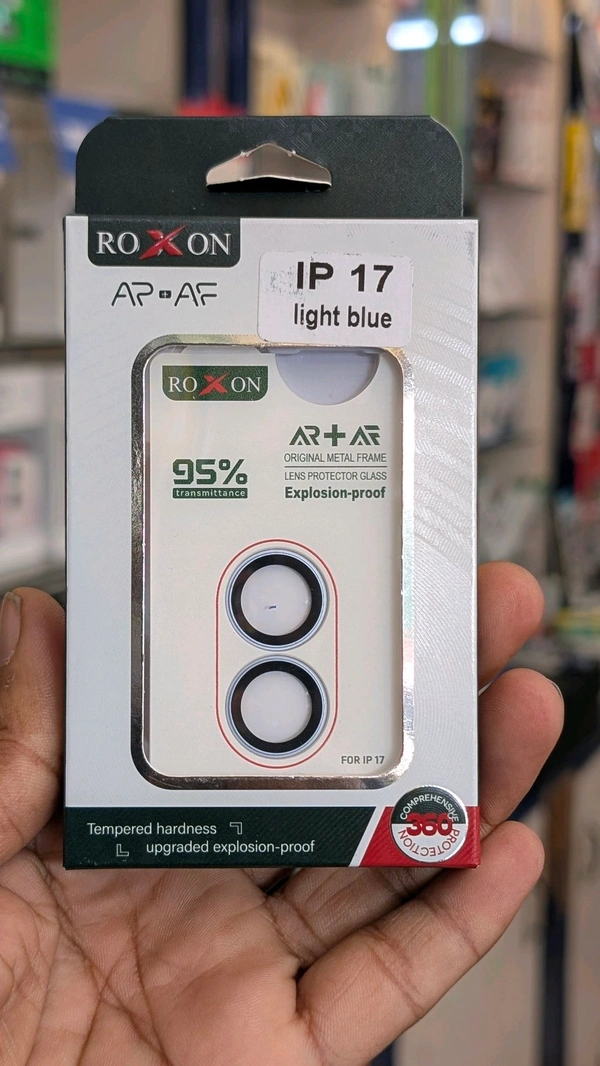 ROXON
AR+AF
IP 17
light blue
ROXON
AR+AF
ORIGINAL METAL FRAME
LENS PROTECTOR GLASS
Explosion-proof
95%
transmittance
FOR IP 17
Tempered hardness
upgraded explosion-proof
COMPREHENSIVE
360
PROTECTION